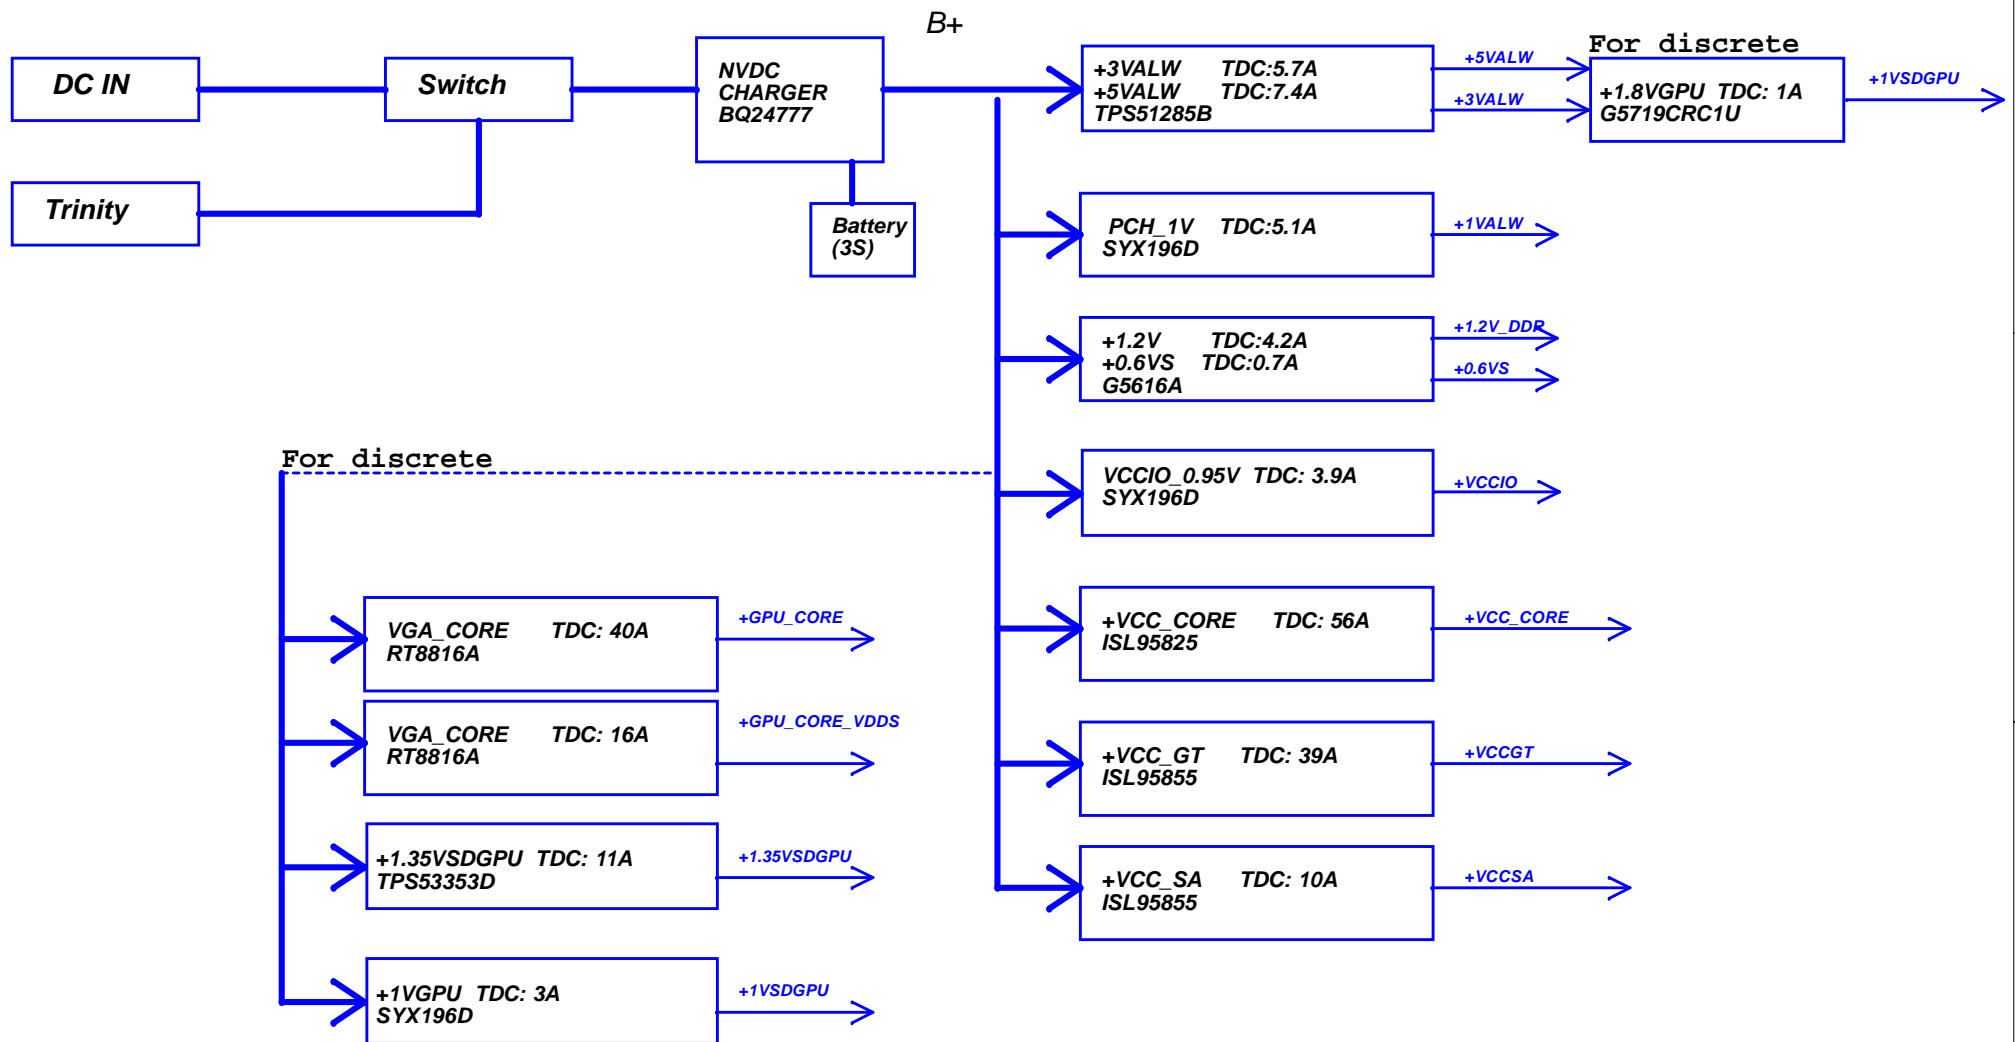 B+
DC IN
Switch
NVDC
CHARGER
BQ24777
Trinity
Battery
(3S)
+3VALW TDC:5.7A
+5VALW TDC:7.4A
TPS51285B
+5VALW
+3VALW
For discrete
+1.8VGPU TDC: 1A
G5719CRC1U
+1VSDGPU
PCH_1V TDC:5.1A
SYX196D
+1VALW
+1.2V TDC:4.2A
+0.6VS TDC:0.7A
G5616A
+1.2V_DDR
+0.6VS
For discrete
VCCIO_0.95V TDC: 3.9A
SYX196D
+VCCIO
VGA_CORE TDC: 40A
RT8816A
+GPU_CORE
+VCC_CORE TDC: 56A
ISL95825
+VCC_CORE
VGA_CORE TDC: 16A
RT8816A
+GPU_CORE_VDDS
+VCC_GT TDC: 39A
ISL95855
+VCCGT
+1.35VSDGPU TDC: 11A
TPS53353D
+1.35VSDGPU
+VCC_SA TDC: 10A
ISL95855
+VCCSA
+1VGPU TDC: 3A
SYX196D
+1VSDGPU